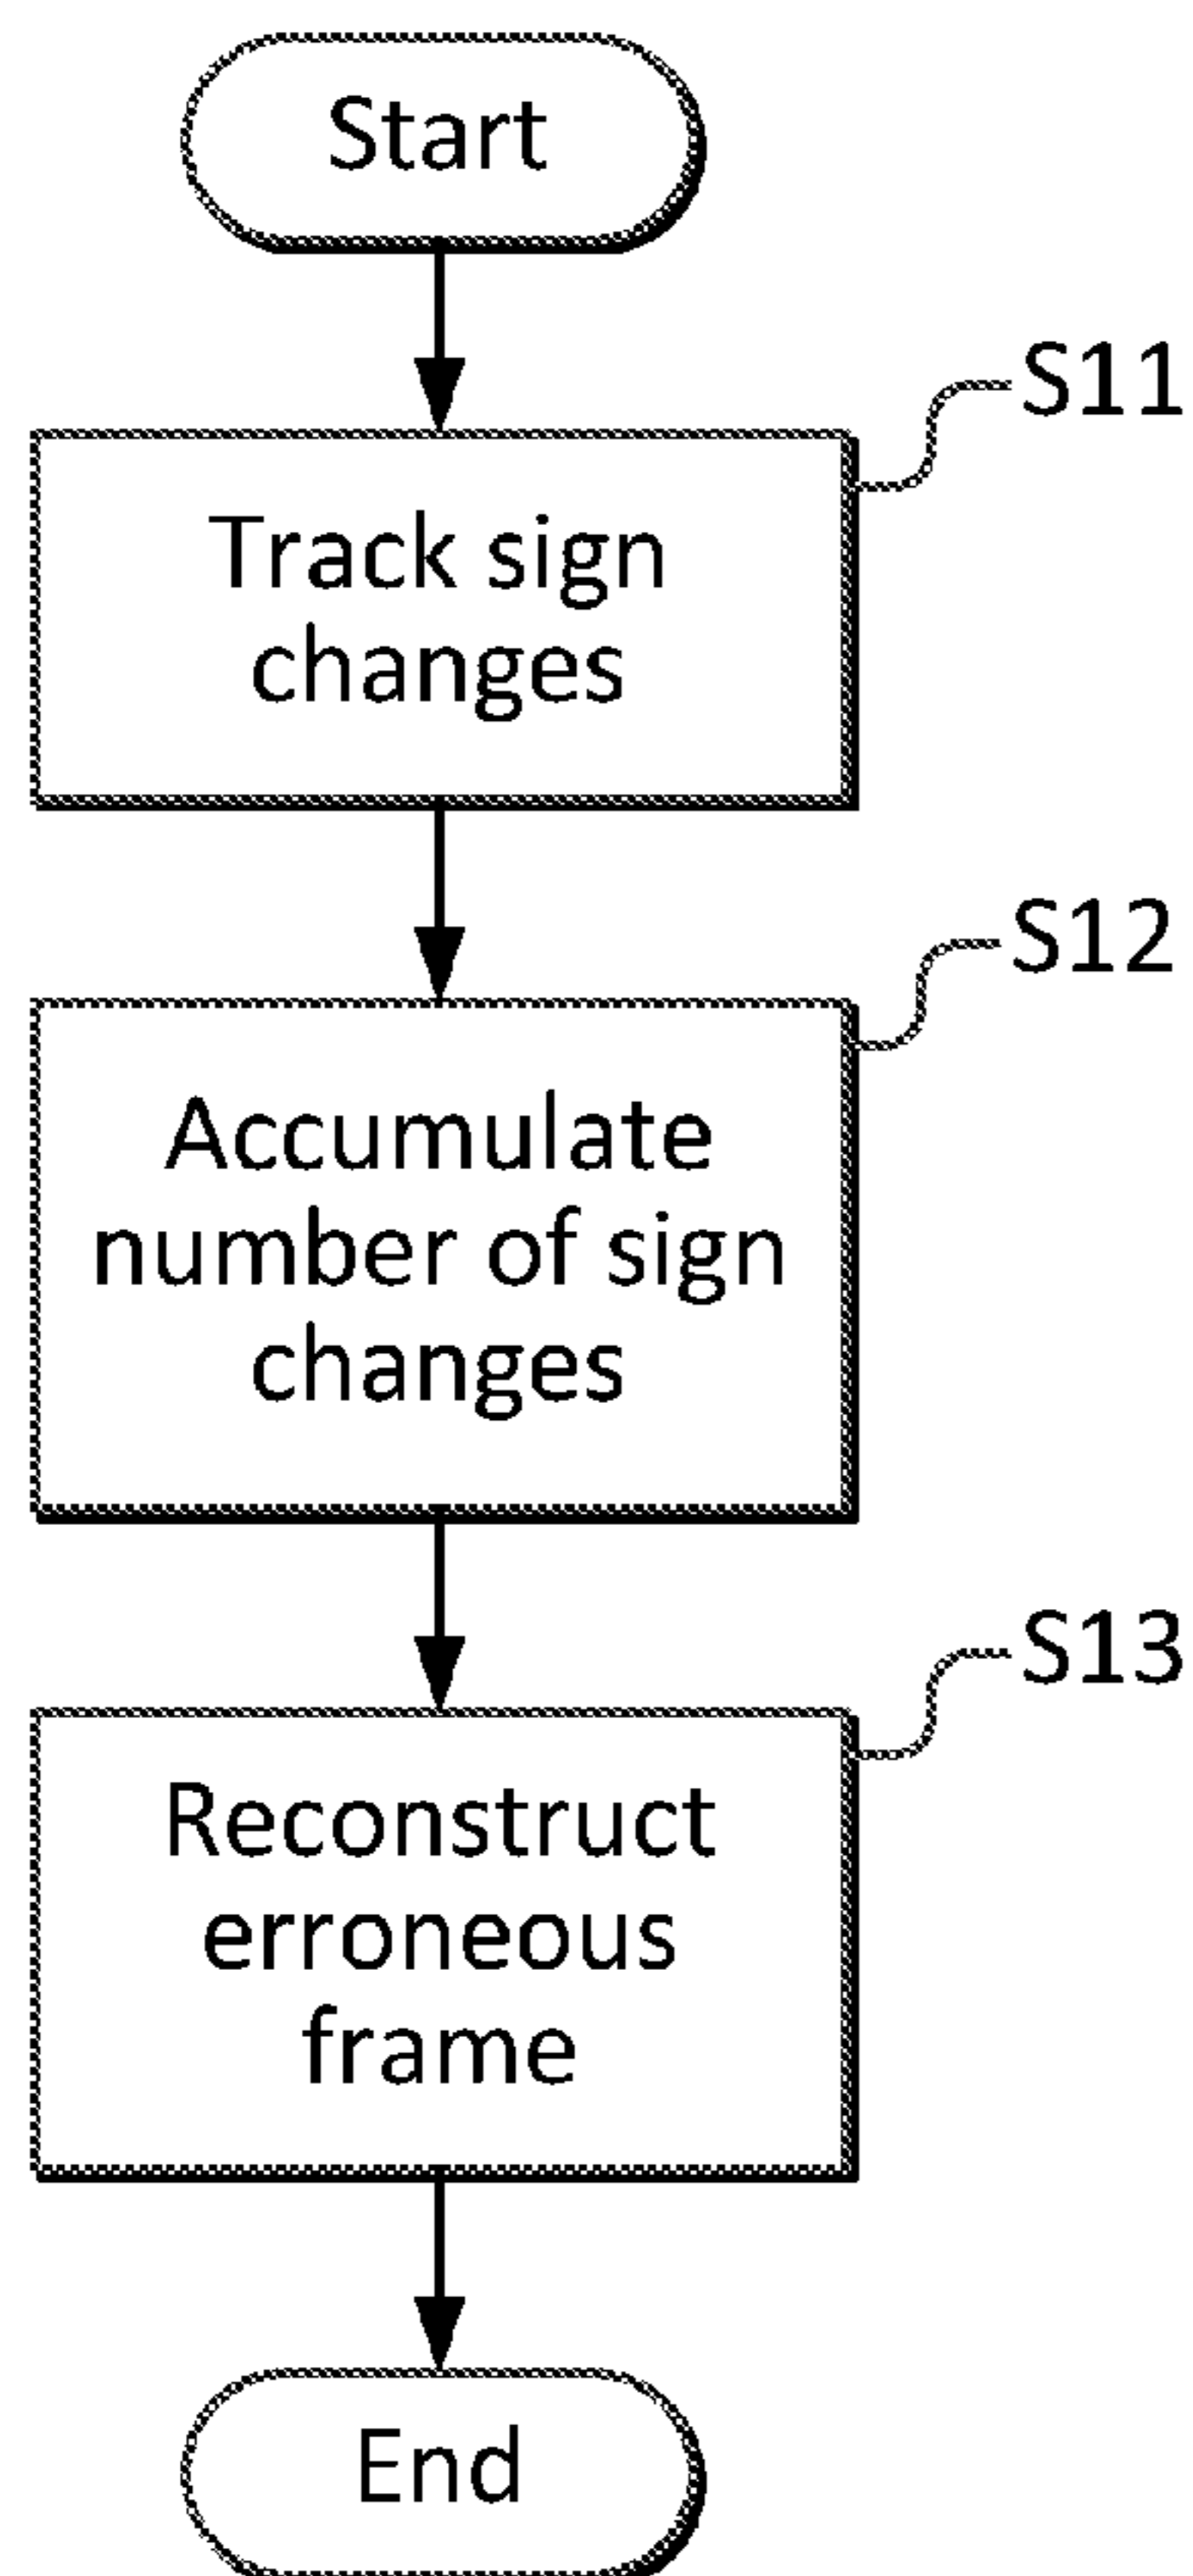 Start
S11
Track sign
changes
S12
Accumulate
number of sign
changes
S13
Reconstruct
erroneous
frame
End